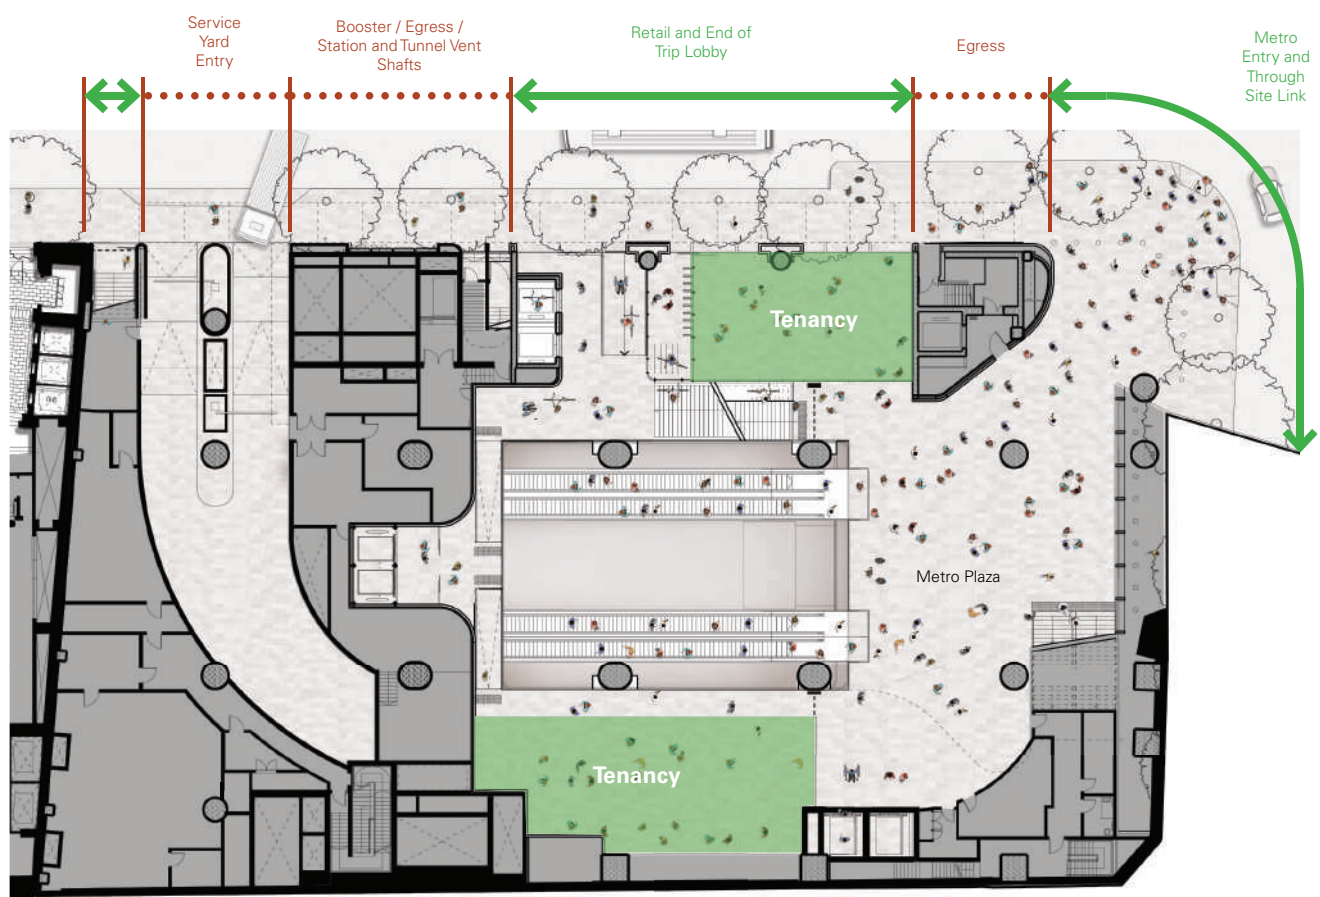 Service
Yard
Entry
Booster / Egress /
Station and Tunnel Vent
Shafts
Retail and End of
Trip Lobby
Egress
Metro
Entry and
Through
Site Link
Tenancy
Metro Plaza
Tenancy